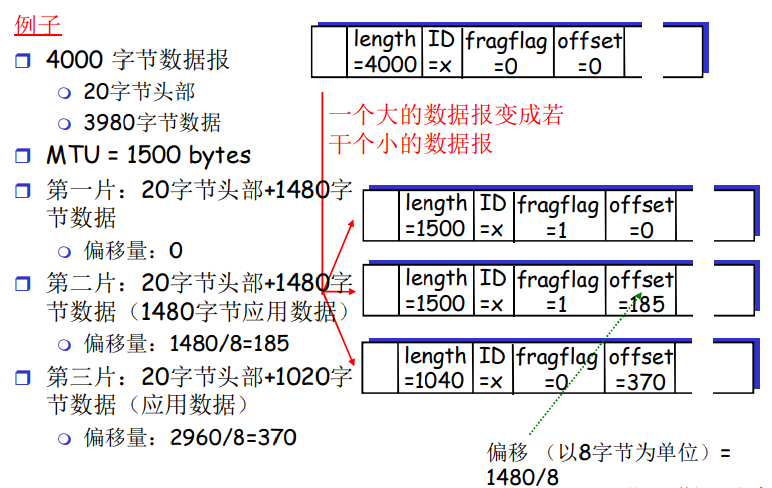 例子
4000 字节数据报
20字节头部
3980字节数据
MTU = 1500 bytes
第一片：20字节头部+1480字
节数据
偏移量：0
第二片：20字节头部+1480字
节数据（1480字节应用数据）
偏移量：1480/8=185
第三片：20字节头部+1020字
节数据（应用数据）
偏移量：2960/8=370
length ID fragflag offset
=4000 =x =0 =0
一个大的数据报变成若
干个小的数据报
length ID fragflag offset
=1500 =x =1 =0
length ID fragflag offset
=1500 =x =1 =185
length ID fragflag offset
=1040 =x =0 =370
偏移 （以8字节为单位）=
1480/8